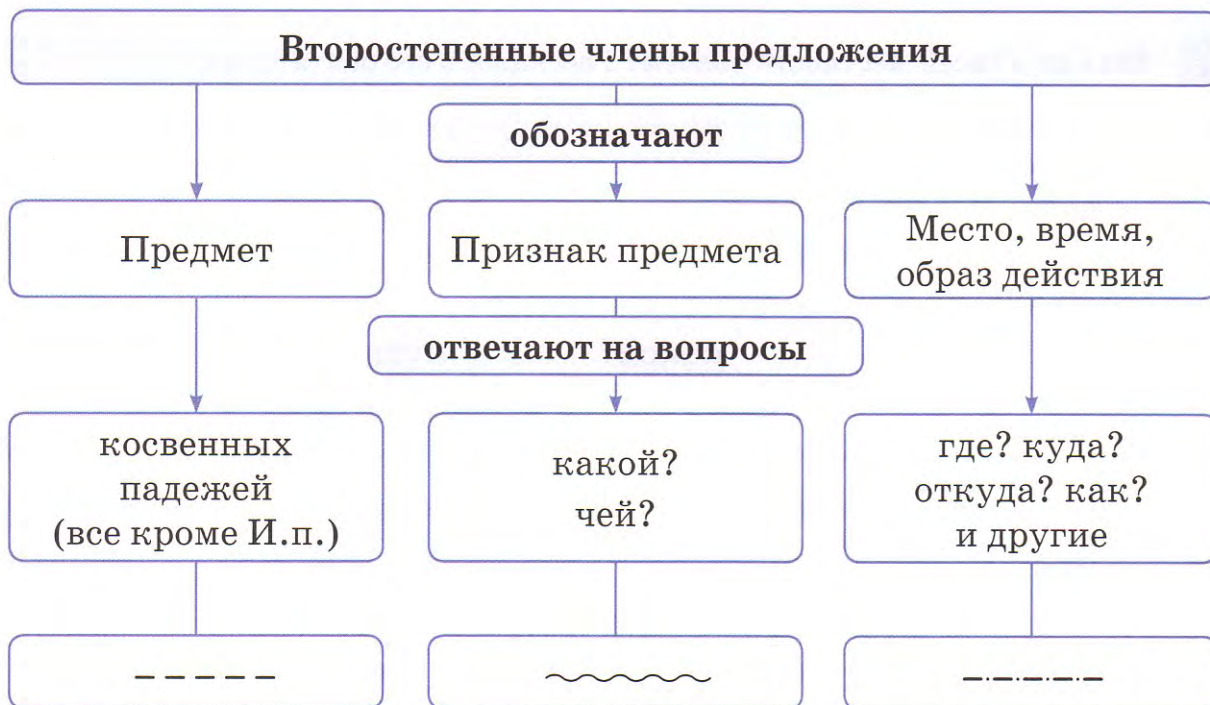 Второстепенные члены предложения
обозначают
Предмет
Признак предмета
Место, время,
образ действия
отвечают на вопросы
косвенных
падежей
(все кроме И.п.)
какой?
чей?
где? куда?
откуда? как?
и другие